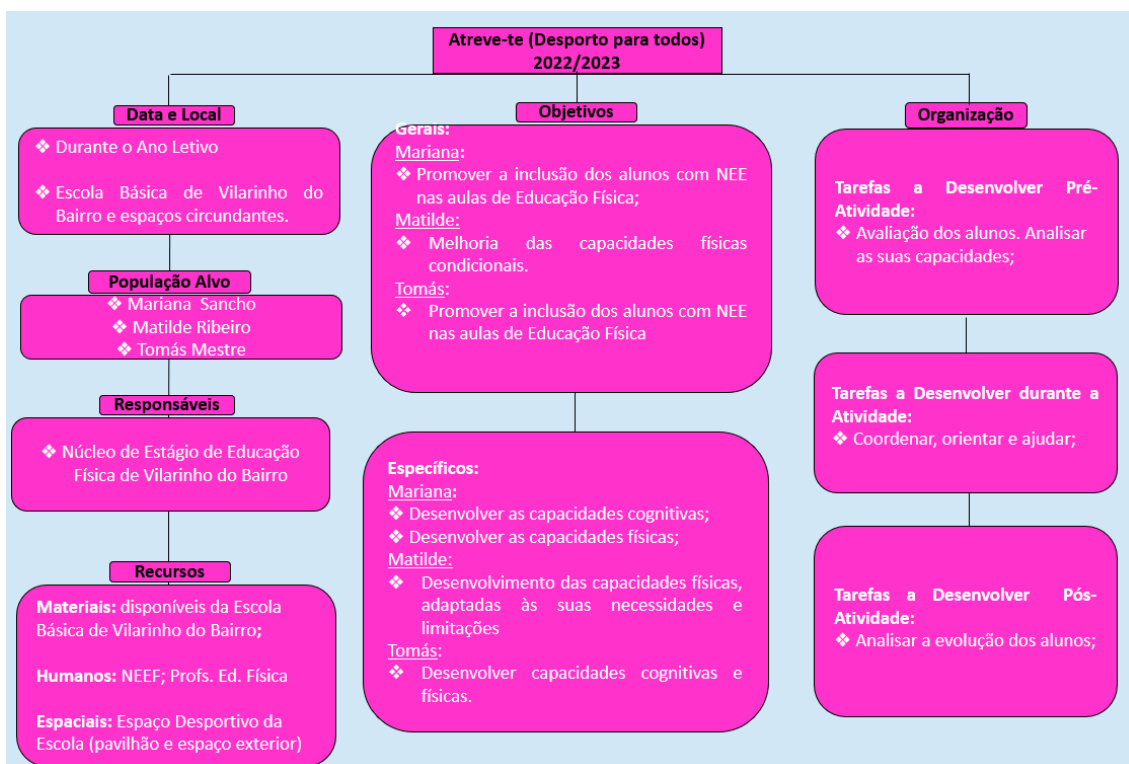 Atreve-te (Desporto para todos)
2022/2023
Data e Local
❖ Durante o Ano Letivo
❖ Escola Básica de Vilarinho do
Bairro e espaços circundantes.
População Alvo
❖ Mariana Sancho
❖ Matilde Ribeiro
❖ Tomás Mestre
Responsáveis
❖ Núcleo de Estágio de Educação
Física de Vilarinho do Bairro
Recursos
Materiais: disponíveis da Escola
Básica de Vilarinho do Bairro;
Humanos: NEEF; Profs. Ed. Física
Espaciais: Espaço Desportivo da
Escola (pavilhão e espaço exterior)
Objetivos
Gerais:
Mariana:
❖ Promover a inclusão dos alunos com NEE
nas aulas de Educação Física;
Matilde:
❖ Melhoria das capacidades físicas
condicionais.
Tomás:
❖ Promover a inclusão dos alunos com NEE
nas aulas de Educação Física
Específicos:
Mariana:
❖ Desenvolver as capacidades cognitivas;
❖ Desenvolver as capacidades físicas;
Matilde:
❖ Desenvolvimento das capacidades físicas,
adaptadas às suas necessidades e
limitações
Tomás:
❖ Desenvolver capacidades cognitivas e
físicas.
Organização
Tarefas a Desenvolver Pré-
Atividade:
❖ Avaliação dos alunos. Analisar
as suas capacidades;
Tarefas a Desenvolver durante a
Atividade:
❖ Coordenar, orientar e ajudar;
Tarefas a Desenvolver Pós-
Atividade:
❖ Analisar a evolução dos alunos;